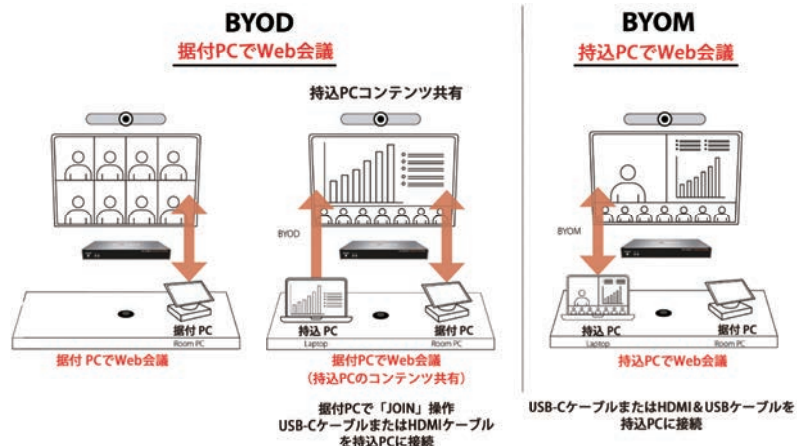 BYOD
据付PCでWeb会議
持込PCコンテンツ共有
BYOD
据付 PC
Room PC
据付 PCでWeb会議
持込 PC
Laptop
据付 PC
Room PC
据付PCでWeb会議
(持込PCのコンテンツ共有)
据付PCで「JOIN」操作
USB-CケーブルまたはHDMIケーブル
を持込PCに接続
BYOM
持込PCでWeb会議
BYOM
持込 PC
Laptop
据付 PC
Room PC
持込PCでWeb会議
USB-CケーブルまたはHDMI&USBケーブルを
持込PCに接続